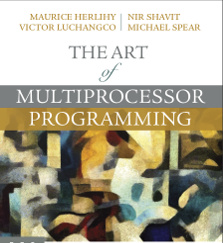 MAURICE HERLIHY | NIR SHAVIT
VICTOR LUCHANGCO | MICHAEL SPEAR
THE ART
of
MULTIPROCESSOR
PROGRAMMING